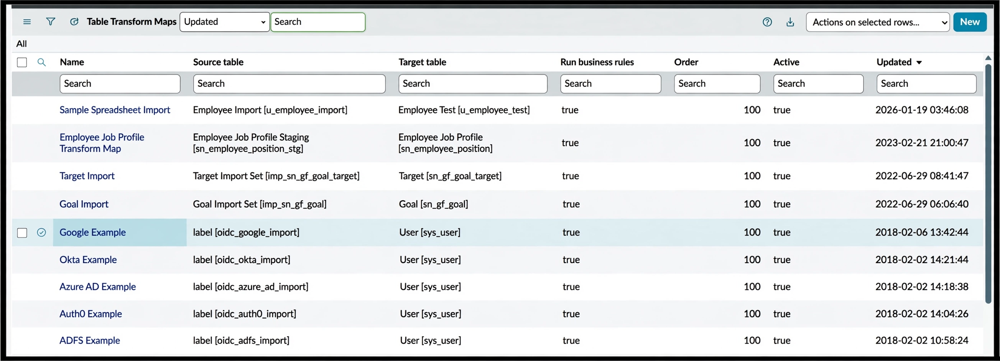 Table Transform Maps Updated Search Actions on selected rows... New
All
Name Source table Target table Run business rules Order Active Updated
Search Search Search Search Search Search Search
Sample Spreadsheet Import Employee Import [u_employee_import] Employee Test [u_employee_test] true 100 true 2026-01-19 03:46:08
Employee Job Profile Employee Job Profile Staging Employee Job Profile
Transform Map [sn_employee_position_stg] [sn_employee_position] true 100 true 2023-02-21 21:00:47
Target Import Target Import Set [imp_sn_gf_goal_target] Target [sn_gf_goal_target] true 100 true 2022-06-29 08:41:47
Goal Import Goal Import Set [imp_sn_gf_goal] Goal [sn_gf_goal] true 100 true 2022-06-29 06:06:40
Google Example label [oidc_google_import] User [sys_user] true 100 true 2018-02-06 13:42:44
Okta Example label [oidc_okta_import] User [sys_user] true 100 true 2018-02-02 14:21:44
Azure AD Example label [oidc_azure_ad_import] User [sys_user] true 100 true 2018-02-02 14:18:38
Auth0 Example label [oidc_auth0_import] User [sys_user] true 100 true 2018-02-02 14:04:26
ADFS Example label [oidc_adfs_import] User [sys_user] true 100 true 2018-02-02 10:58:24